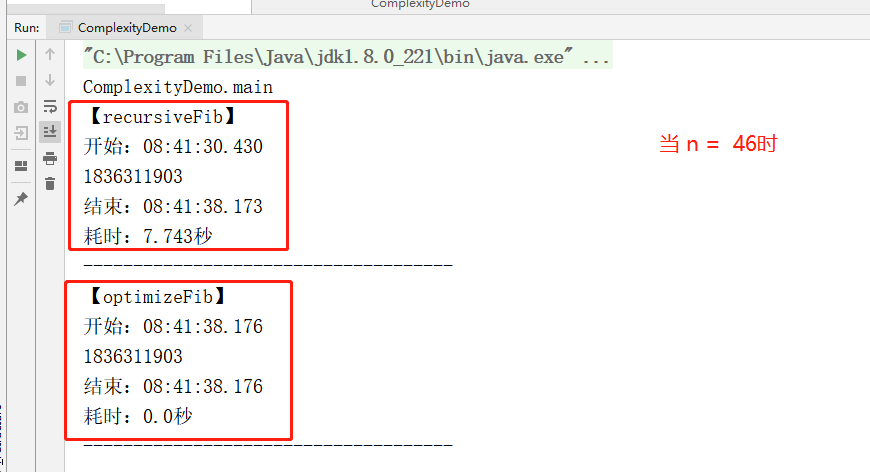 ComplexityDemo
Run: ComplexityDemo
"C:\Program Files\Java\jdk1.8.0_221\bin\java.exe" ...
ComplexityDemo.main
【recursiveFib】
开始：08:41:30.430
当 n = 46时
1836311903
结束：08:41:38.173
耗时：7.743秒
-------------------------------------
【optimizeFib】
开始：08:41:38.176
1836311903
结束：08:41:38.176
耗时：0.0秒
-------------------------------------